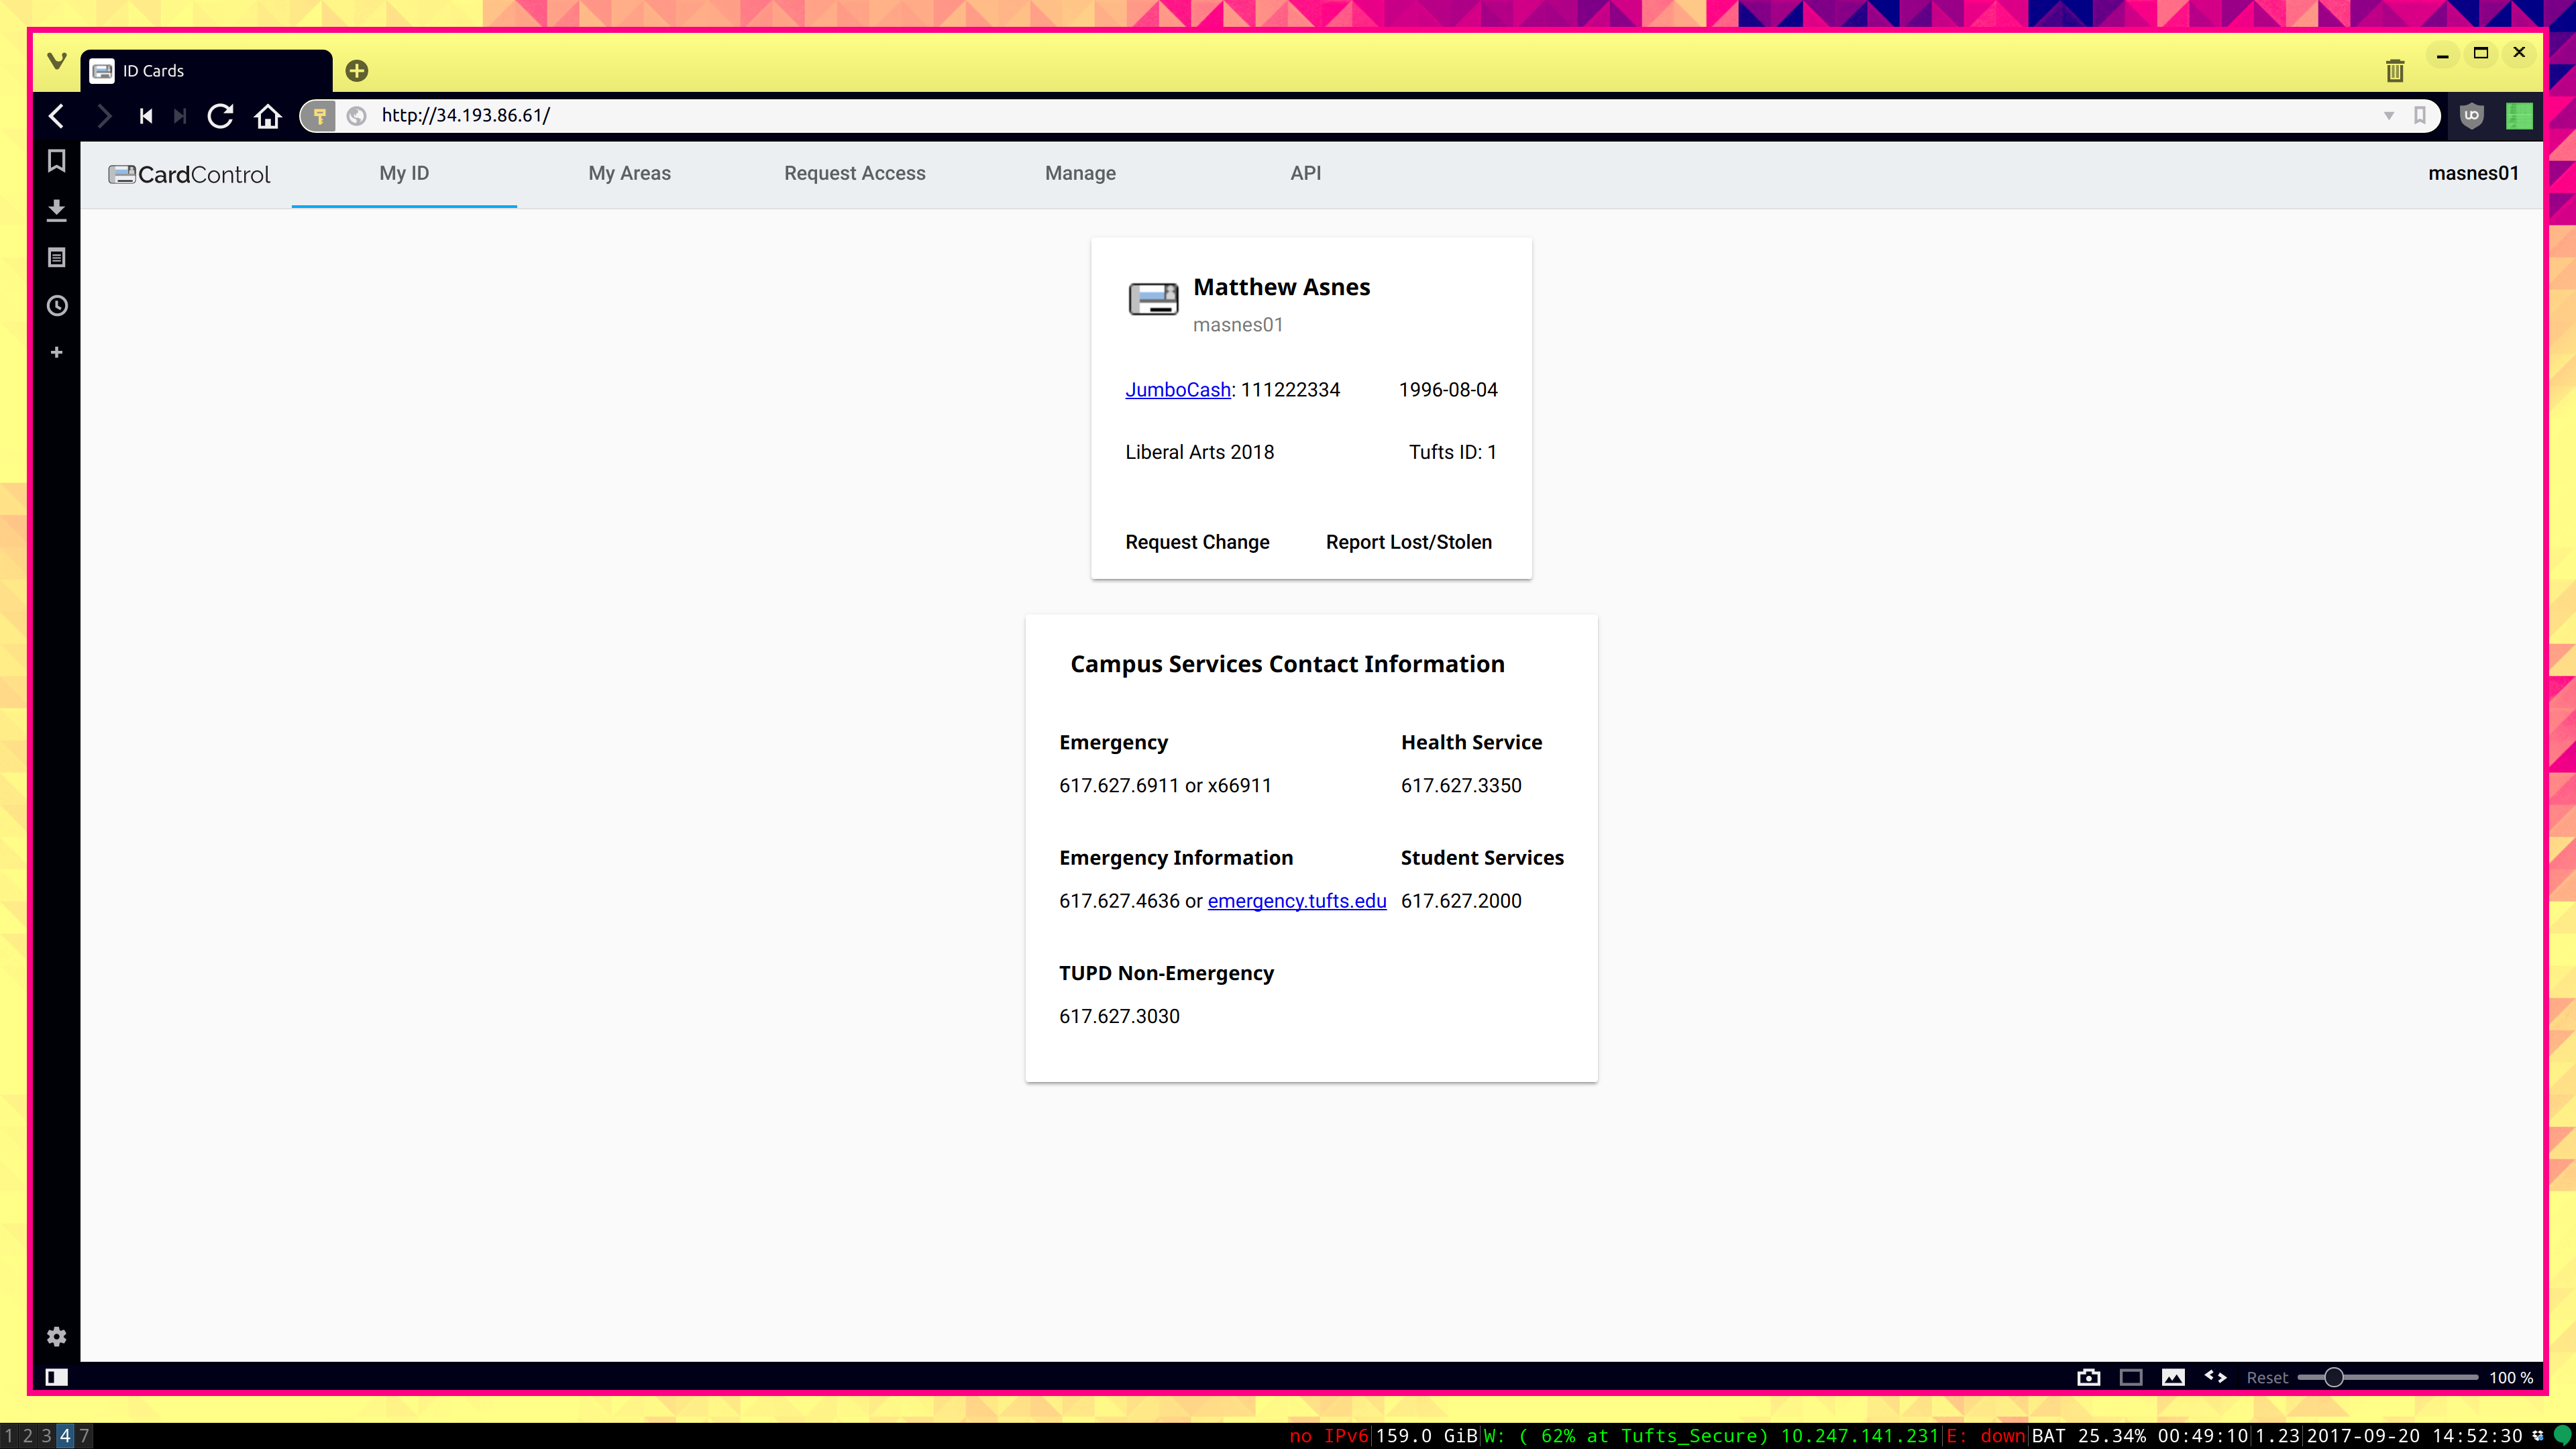 ID Cards
http://34.193.86.61/
CardControl My ID My Areas Request Access Manage API masnes01
Matthew Asnes
masnes01
JumboCash: 111222334 1996-08-04
Liberal Arts 2018 Tufts ID: 1
Request Change Report Lost/Stolen
Campus Services Contact Information
Emergency Health Service
617.627.6911 or x66911 617.627.3350
Emergency Information Student Services
617.627.4636 or emergency.tufts.edu 617.627.2000
TUPD Non-Emergency
617.627.3030
Reset 100 %
1 2 3 4 7 no IPv6|159.0 GiB|W: ( 62% at Tufts_Secure) 10.247.141.231|E: down|BAT 25.34% 00:49:10|1.23|2017-09-20 14:52:30